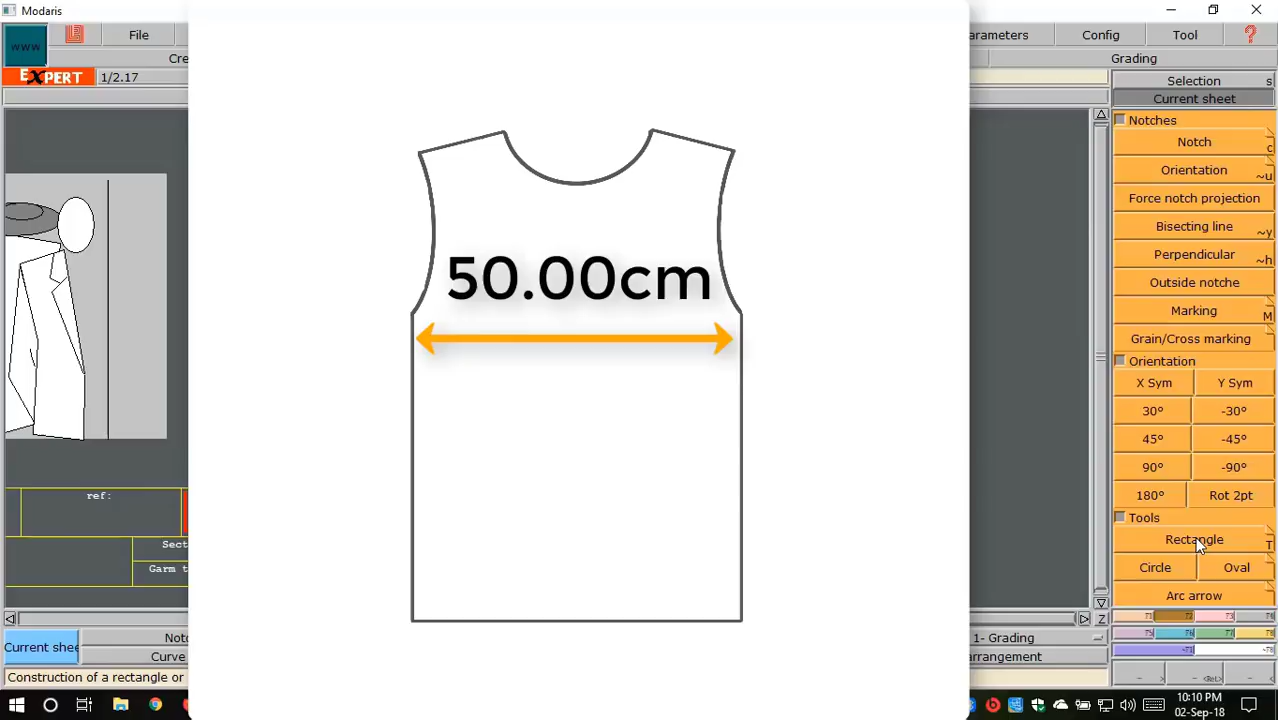 Modaris
www
File
arameters
Config
Tool
Cre
Grading
EXPERT
1/2.17
Selection
s
Current sheet
Notches
Notch
c
Orientation
~u
Force notch projection
Bisecting line
~y
Perpendicular
~h
Outside notche
Marking
M
Grain/Cross marking
Orientation
X Sym
Y Sym
30°
-30°
45°
-45°
90°
-90°
180°
Rot 2pt
Tools
Rectangle
T
Circle
Oval
Arc arrow
50.00cm
ref:
Sect
Garm t
Z
Current shee
Noto
Curve
1- Grading
arrangement
Construction of a rectangle or
10:10 PM
02-Sep-18